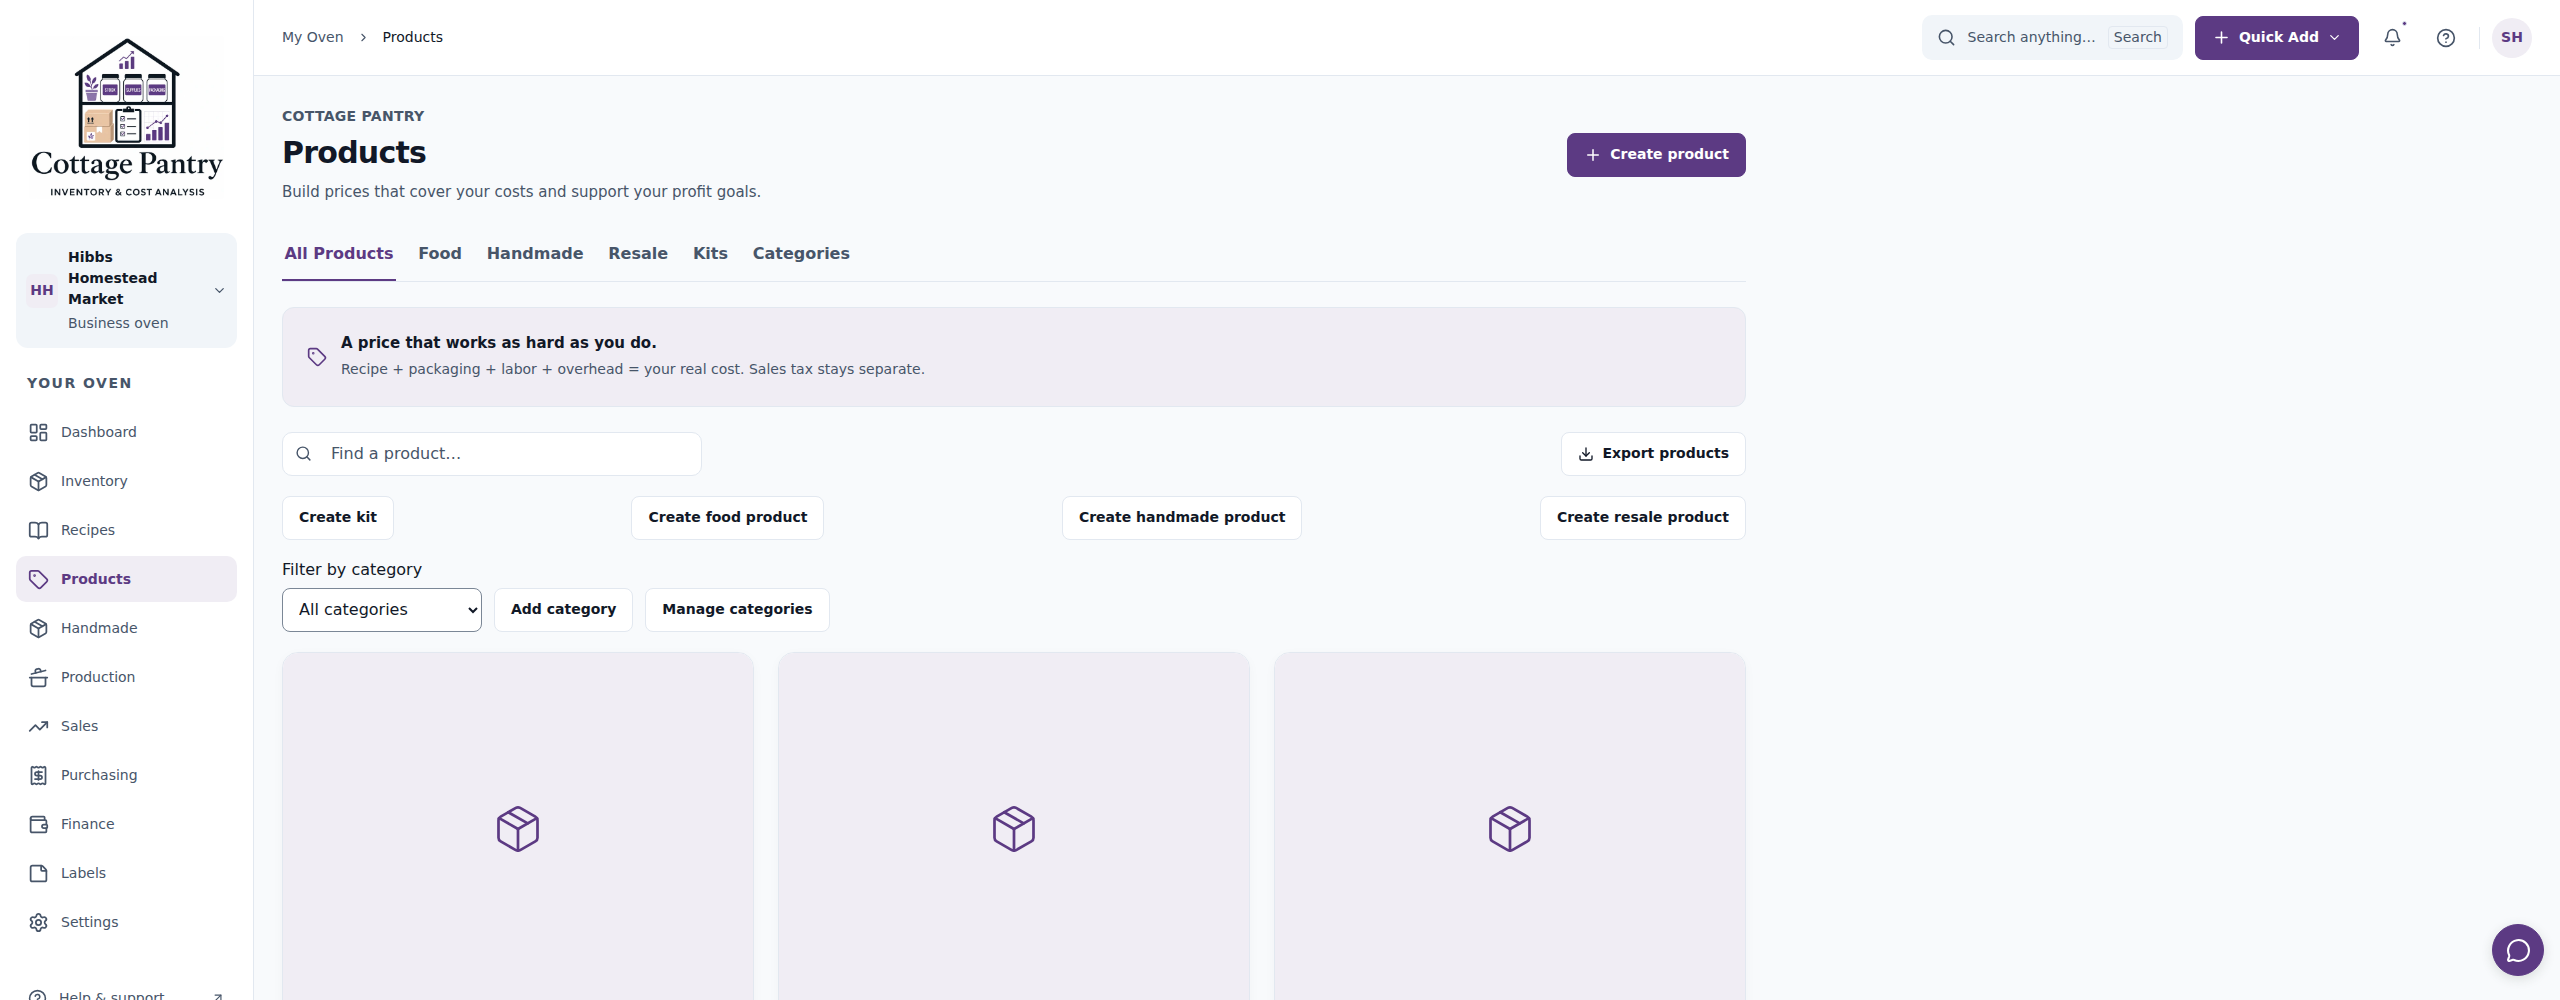 Cottage Pantry
INVENTORY & COST ANALYSIS
HH
Hibbs
Homestead
Market
Business oven
YOUR OVEN
Dashboard
Inventory
Recipes
Products
Handmade
Production
Sales
Purchasing
Finance
Labels
Settings
Help & support
My Oven > Products
Search anything... Search
Quick Add
SH
COTTAGE PANTRY
Products
Build prices that cover your costs and support your profit goals.
Create product
All Products Food Handmade Resale Kits Categories
A price that works as hard as you do.
Recipe + packaging + labor + overhead = your real cost. Sales tax stays separate.
Find a product...
Export products
Create kit Create food product Create handmade product Create resale product
Filter by category
All categories Add category Manage categories